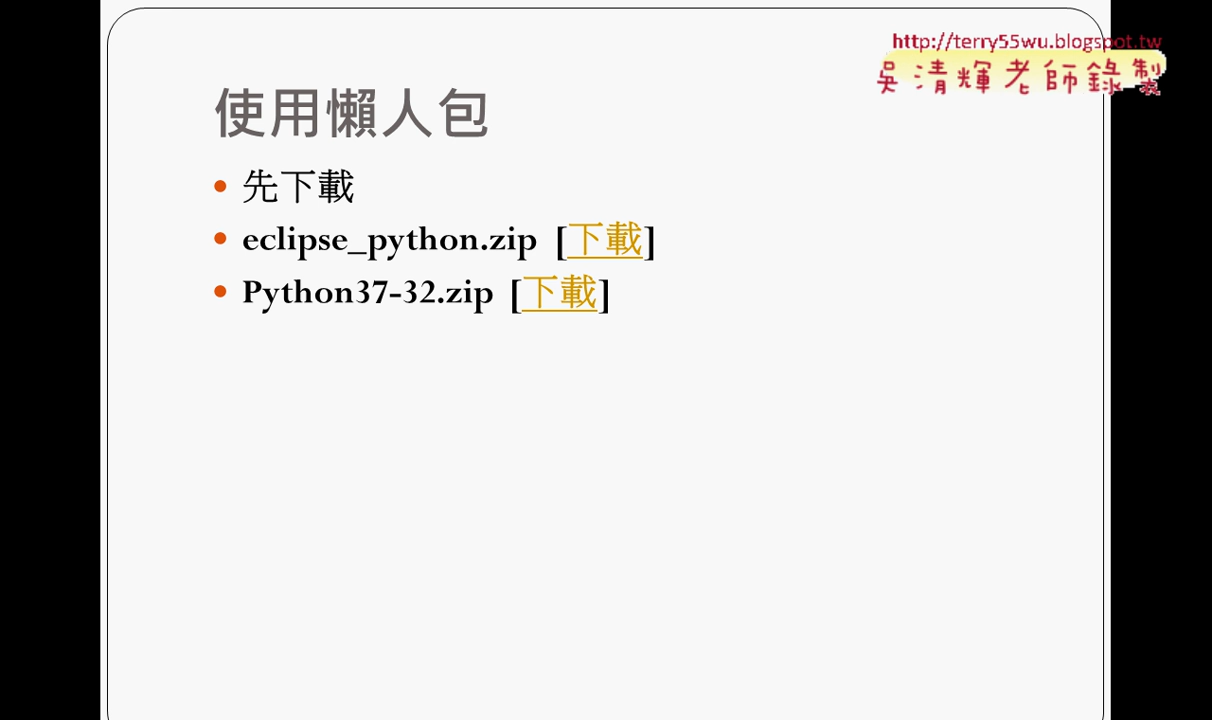 http://terry55wu.blogspot.tw
吳清輝老師錄製
使用懶人包
• 先下載
• eclipse_python.zip [下載]
• Python37-32.zip [下載]